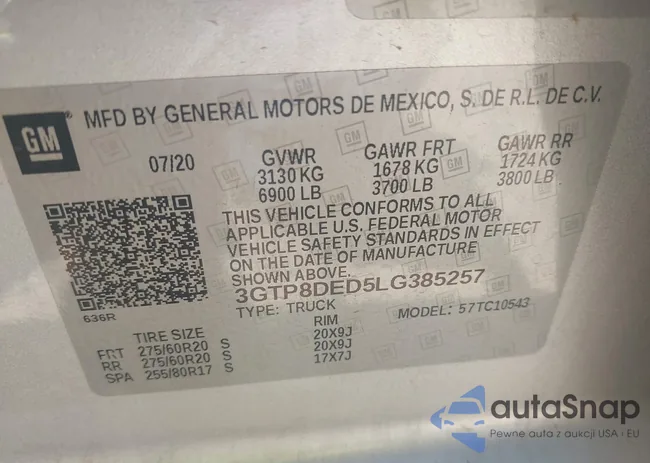 GM
MFD BY GENERAL MOTORS DE MEXICO, S. DE R.L. DE C.V.
07/20 GVWR GAWR FRT GAWR RR
3130 KG 1678 KG 1724 KG
6900 LB 3700 LB 3800 LB
THIS VEHICLE CONFORMS TO ALL
APPLICABLE U.S. FEDERAL MOTOR
VEHICLE SAFETY STANDARDS IN EFFECT
ON THE DATE OF MANUFACTURE
SHOWN ABOVE.
3GTP8DED5LG385257
636R
TYPE: TRUCK MODEL: 57TC10543
TIRE SIZE RIM
FRT 275/60R20 S 20X9J
RR 275/60R20 S 20X9J
SPA 255/80R17 S 17X7J
autaSnap
Pewne auta z aukcji USA i EU